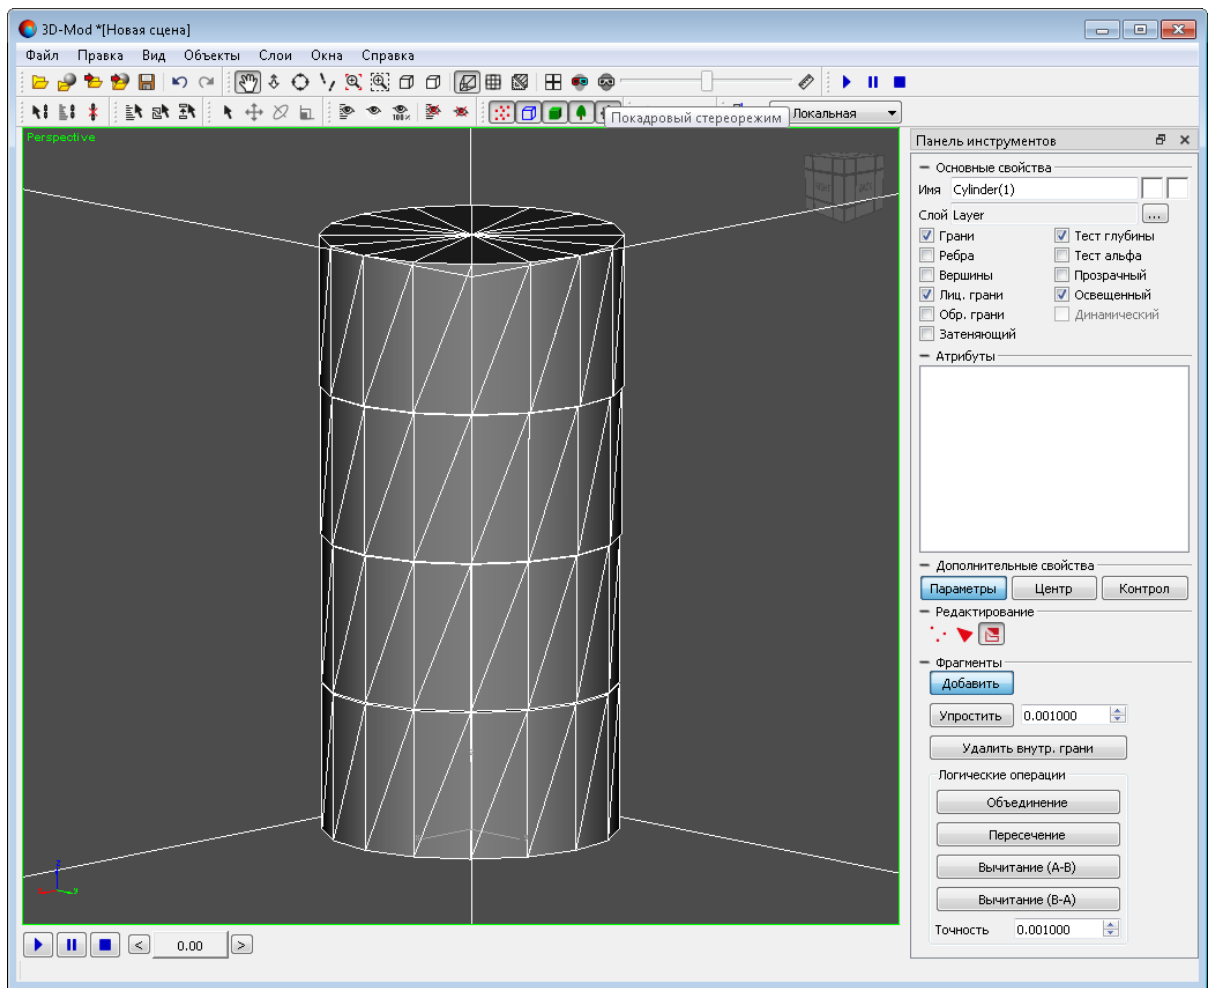 3D-Mod *[Новая сцена]
Файл Правка Вид Объекты Слои Окна Справка
100%
Покадровый стереорежим
Локальная
Perspective
Панель инструментов
Основные свойства
Имя Cylinder(1)
Слой Layer ...
Грани Тест глубины
Ребра Тест альфа
Вершины Прозрачный
Лиц. грани Освещенный
Обр. грани Динамический
Затеняющий
Атрибуты
Дополнительные свойства
Параметры Центр Контрол
Редактирование
Фрагменты
Добавить
Упростить 0.001000
Удалить внутр. грани
Логические операции
Объединение
Пересечение
Вычитание (A-B)
Вычитание (B-A)
Точность 0.001000
z
y
< 0.00 >